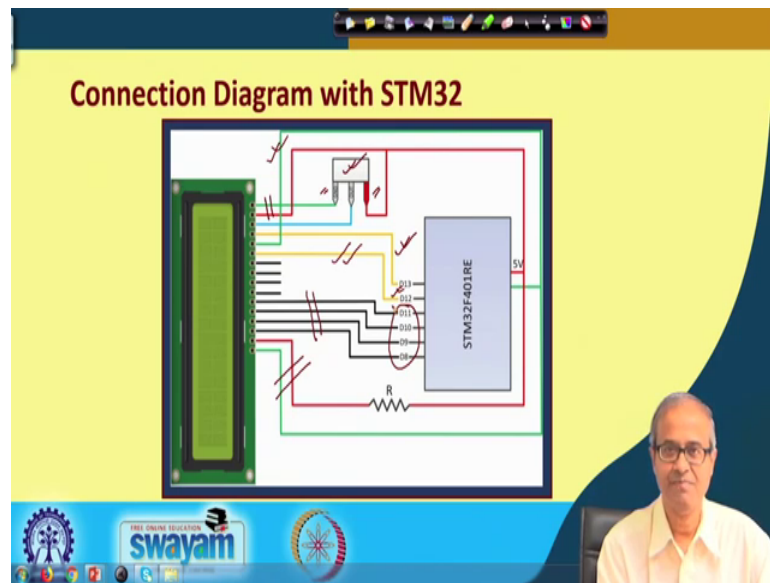 Connection Diagram with STM32
5V
D13
D12
D11
D10
D9
D8
STM32F401RE
R
FREE ONLINE EDUCATION
swayam